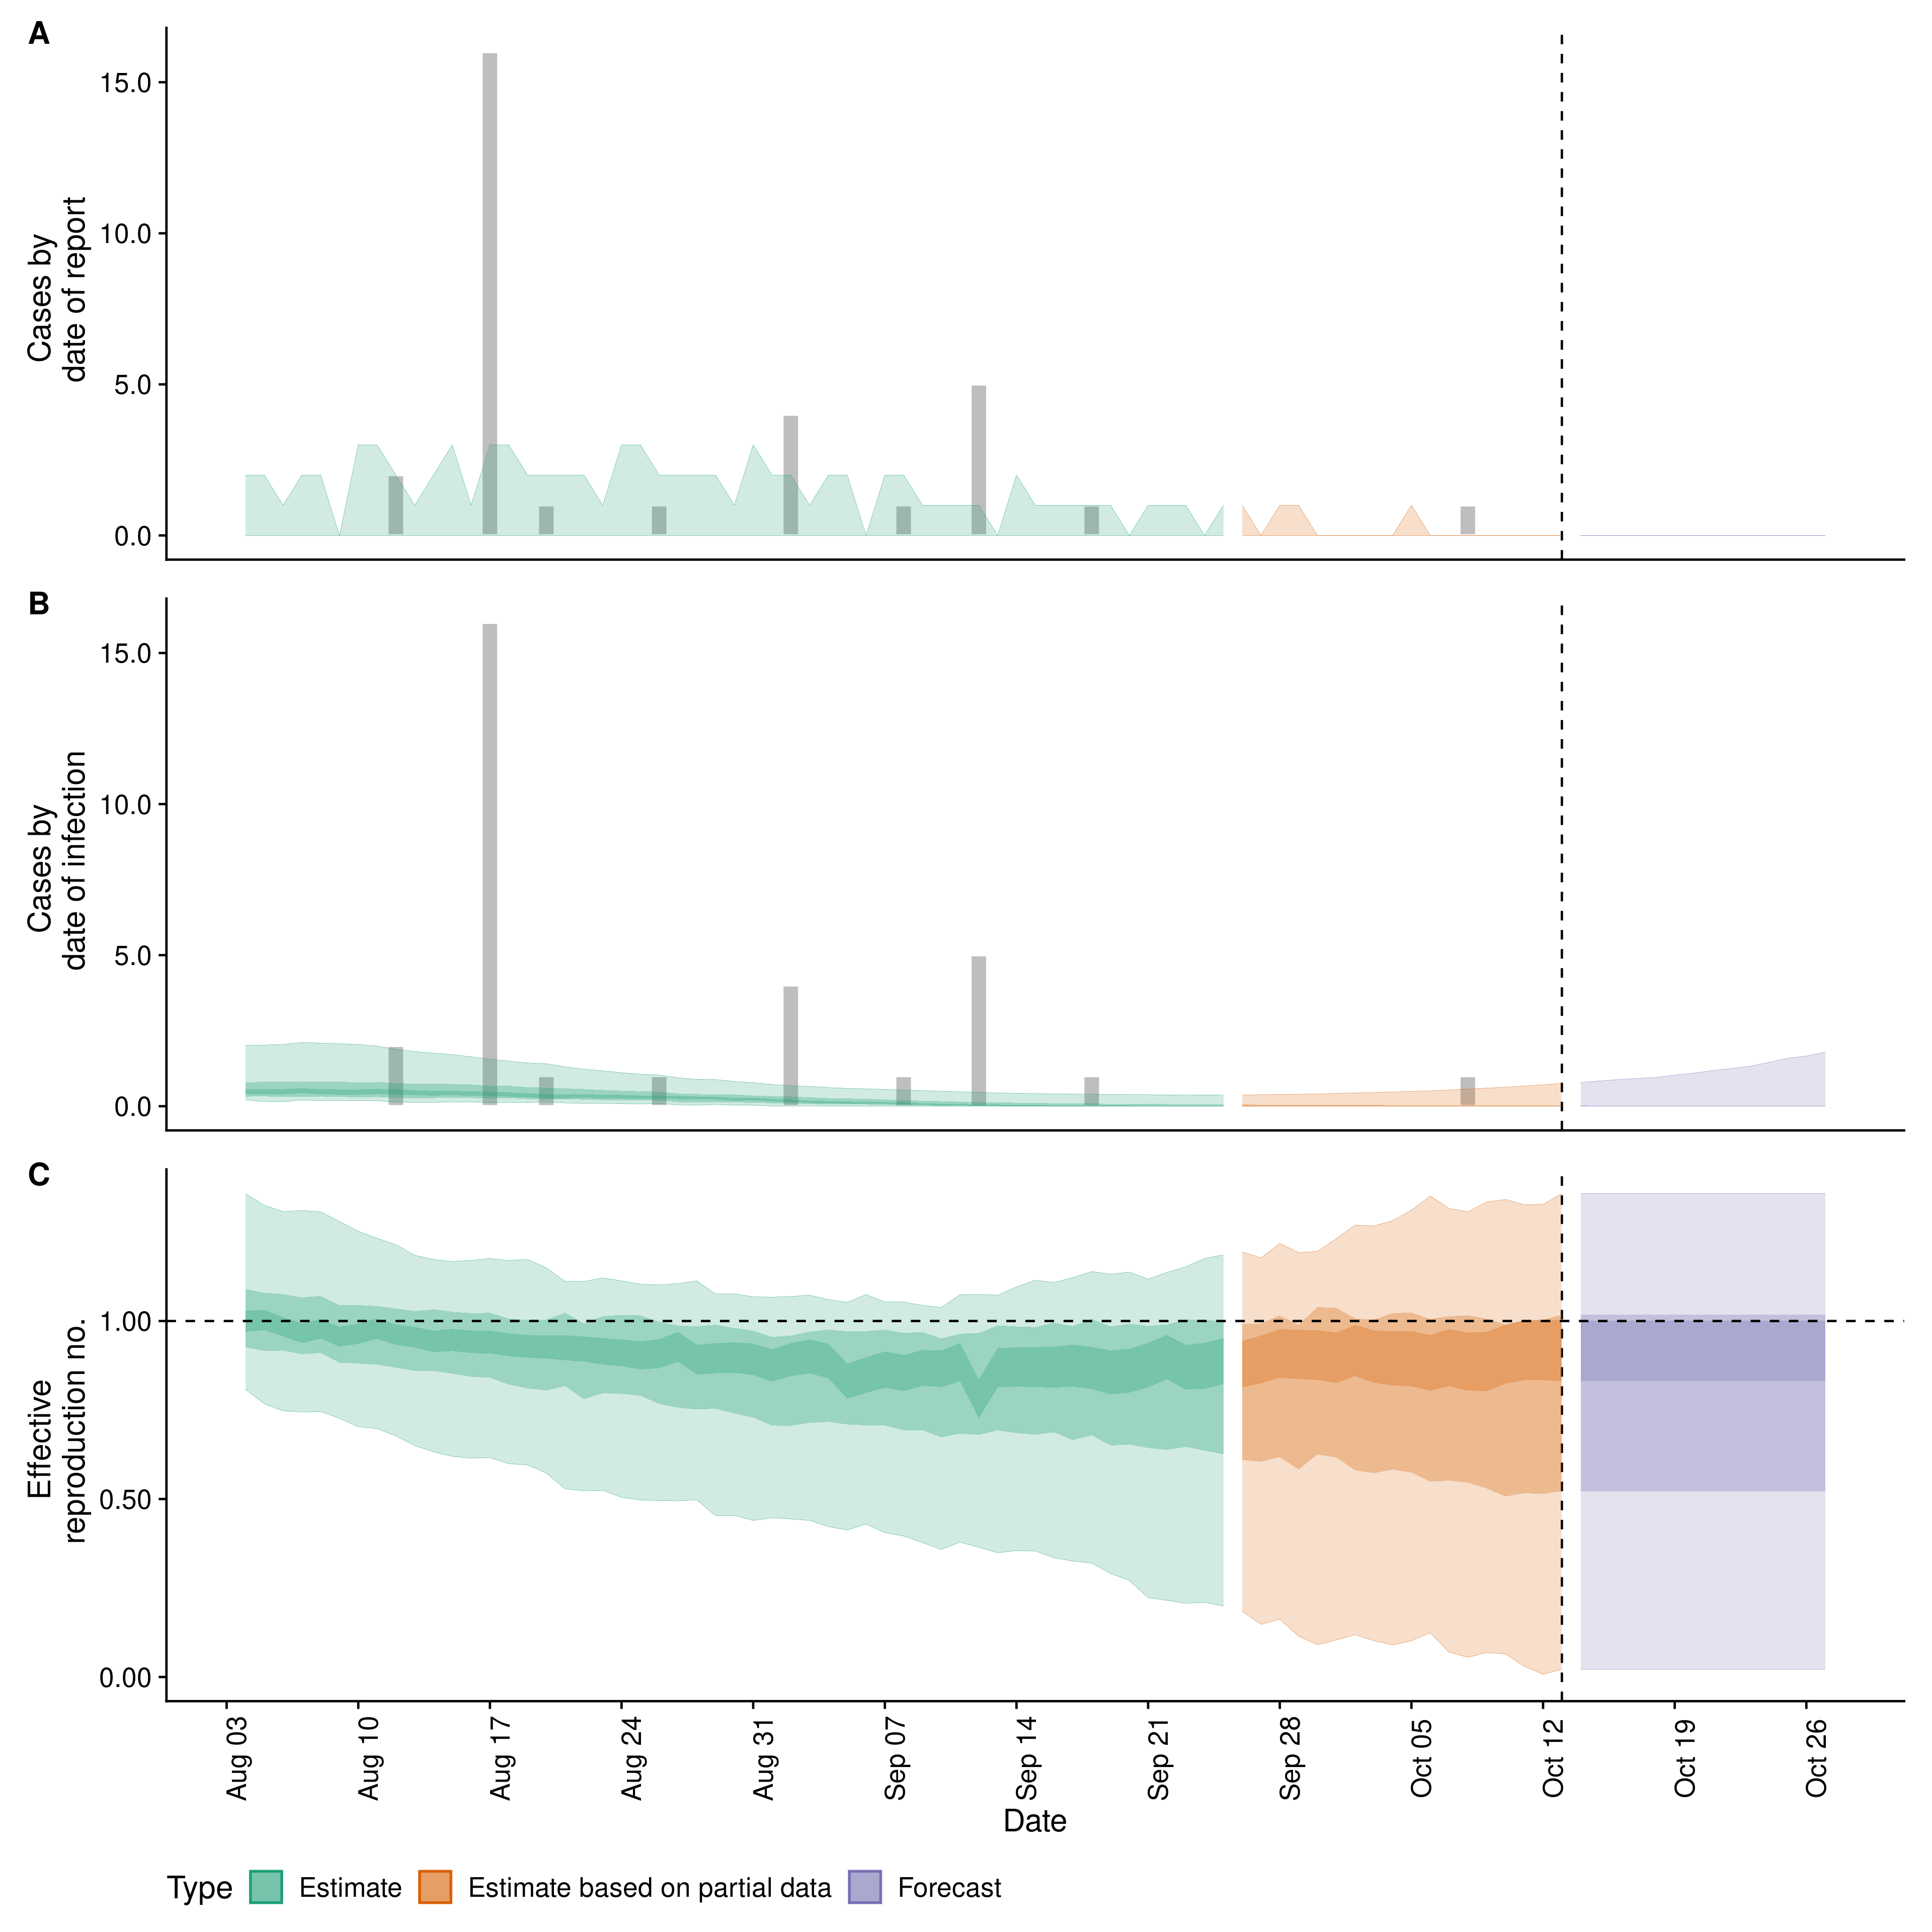 A
15.0
10.0
5.0
0.0
Cases by
date of report
B
15.0
10.0
5.0
0.0
Cases by
date of infection
C
1.00
0.50
0.00
Effective
reproduction no.
Aug 03
Aug 10
Aug 17
Aug 24
Aug 31
Sep 07
Sep 14
Sep 21
Sep 28
Oct 05
Oct 12
Oct 19
Oct 26
Date
Type Estimate Estimate based on partial data Forecast